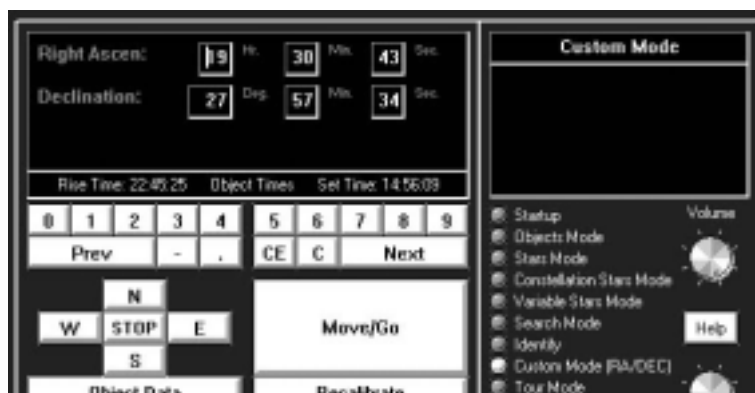 Right Ascen: 19 Hr. 30 Min. 43 Sec.
Declination: 27 Deg. 57 Min. 34 Sec.
Rise Time: 22:45:25 Object Times Set Time: 14:56:09
0 1 2 3 4 5 6 7 8 9
Prev - . CE C Next
N
W STOP E
S
Move/Go
Object Data Recalibrate
Custom Mode
Startup
Objects Mode
Stars Mode
Constellation Stars Mode
Variable Stars Mode
Search Mode
Identify
Custom Mode (RA/DEC)
Tour Mode
Volume
Help